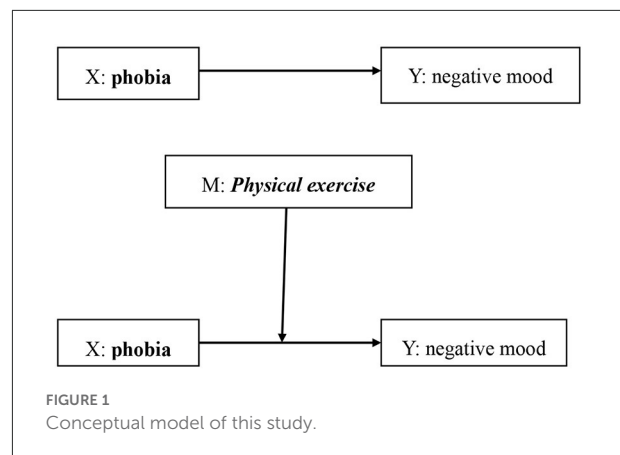 X: phobia
Y: negative mood
M: Physical exercise
X: phobia
Y: negative mood
FIGURE 1
Conceptual model of this study.